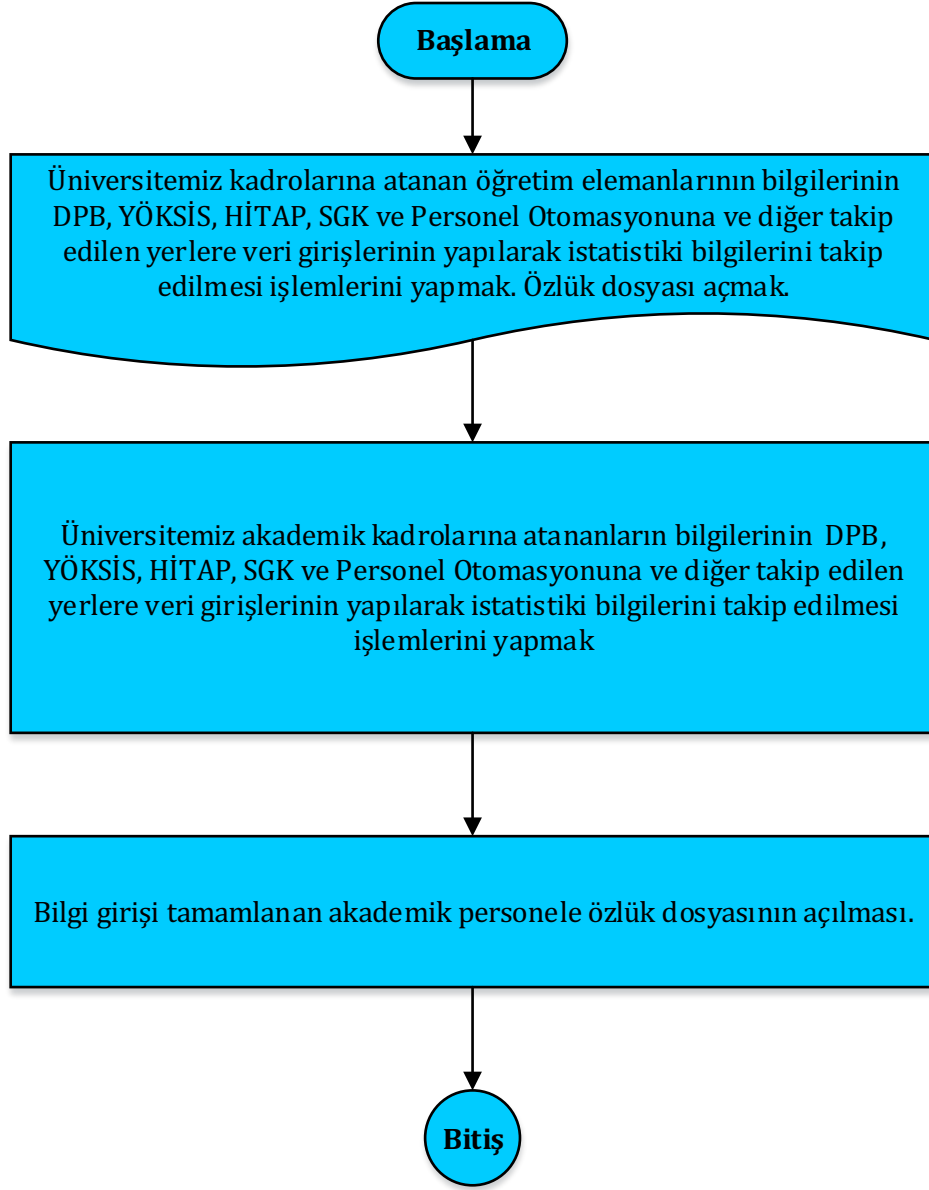 Başlama
Üniversitemiz kadrolarına atanan öğretim elemanlarının bilgilerinin
DPB, YÖKSİS, HİTAP, SGK ve Personel Otomasyonuna ve diğer takip
edilen yerlere veri girişlerinin yapılarak istatistiki bilgilerini takip
edilmesi işlemlerini yapmak. Özlük dosyası açmak.
Üniversitemiz akademik kadrolarına atananların bilgilerinin DPB,
YÖKSİS, HİTAP, SGK ve Personel Otomasyonuna ve diğer takip edilen
yerlere veri girişlerinin yapılarak istatistiki bilgilerini takip edilmesi
işlemlerini yapmak
Bilgi girişi tamamlanan akademik personele özlük dosyasının açılması.
Bitiş